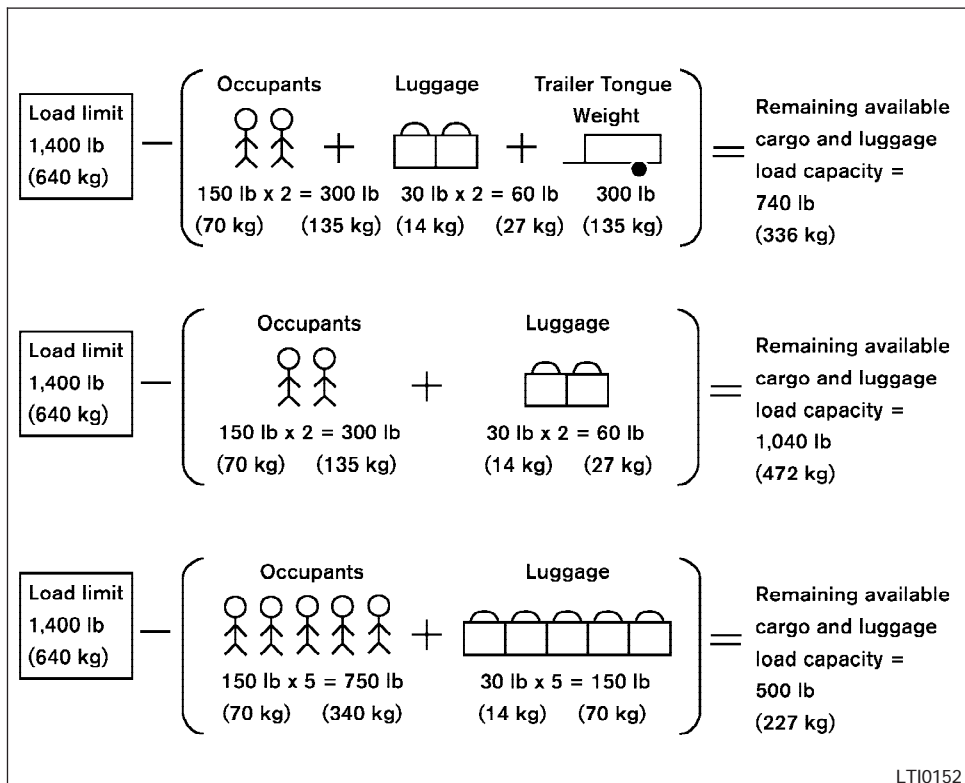 Occupants Luggage Trailer Tongue
Weight
Load limit
1,400 lb
(640 kg)
— ( + + ) =
150 lb x 2 = 300 lb 30 lb x 2 = 60 lb 300 lb
(70 kg) (135 kg) (14 kg) (27 kg) (135 kg)
Remaining available
cargo and luggage
load capacity =
740 lb
(336 kg)
Occupants Luggage
Load limit
1,400 lb
(640 kg)
— ( + ) =
150 lb x 2 = 300 lb 30 lb x 2 = 60 lb
(70 kg) (135 kg) (14 kg) (27 kg)
Remaining available
cargo and luggage
load capacity =
1,040 lb
(472 kg)
Occupants Luggage
Load limit
1,400 lb
(640 kg)
— ( + ) =
150 lb x 5 = 750 lb 30 lb x 5 = 150 lb
(70 kg) (340 kg) (14 kg) (70 kg)
Remaining available
cargo and luggage
load capacity =
500 lb
(227 kg)
LTI0152